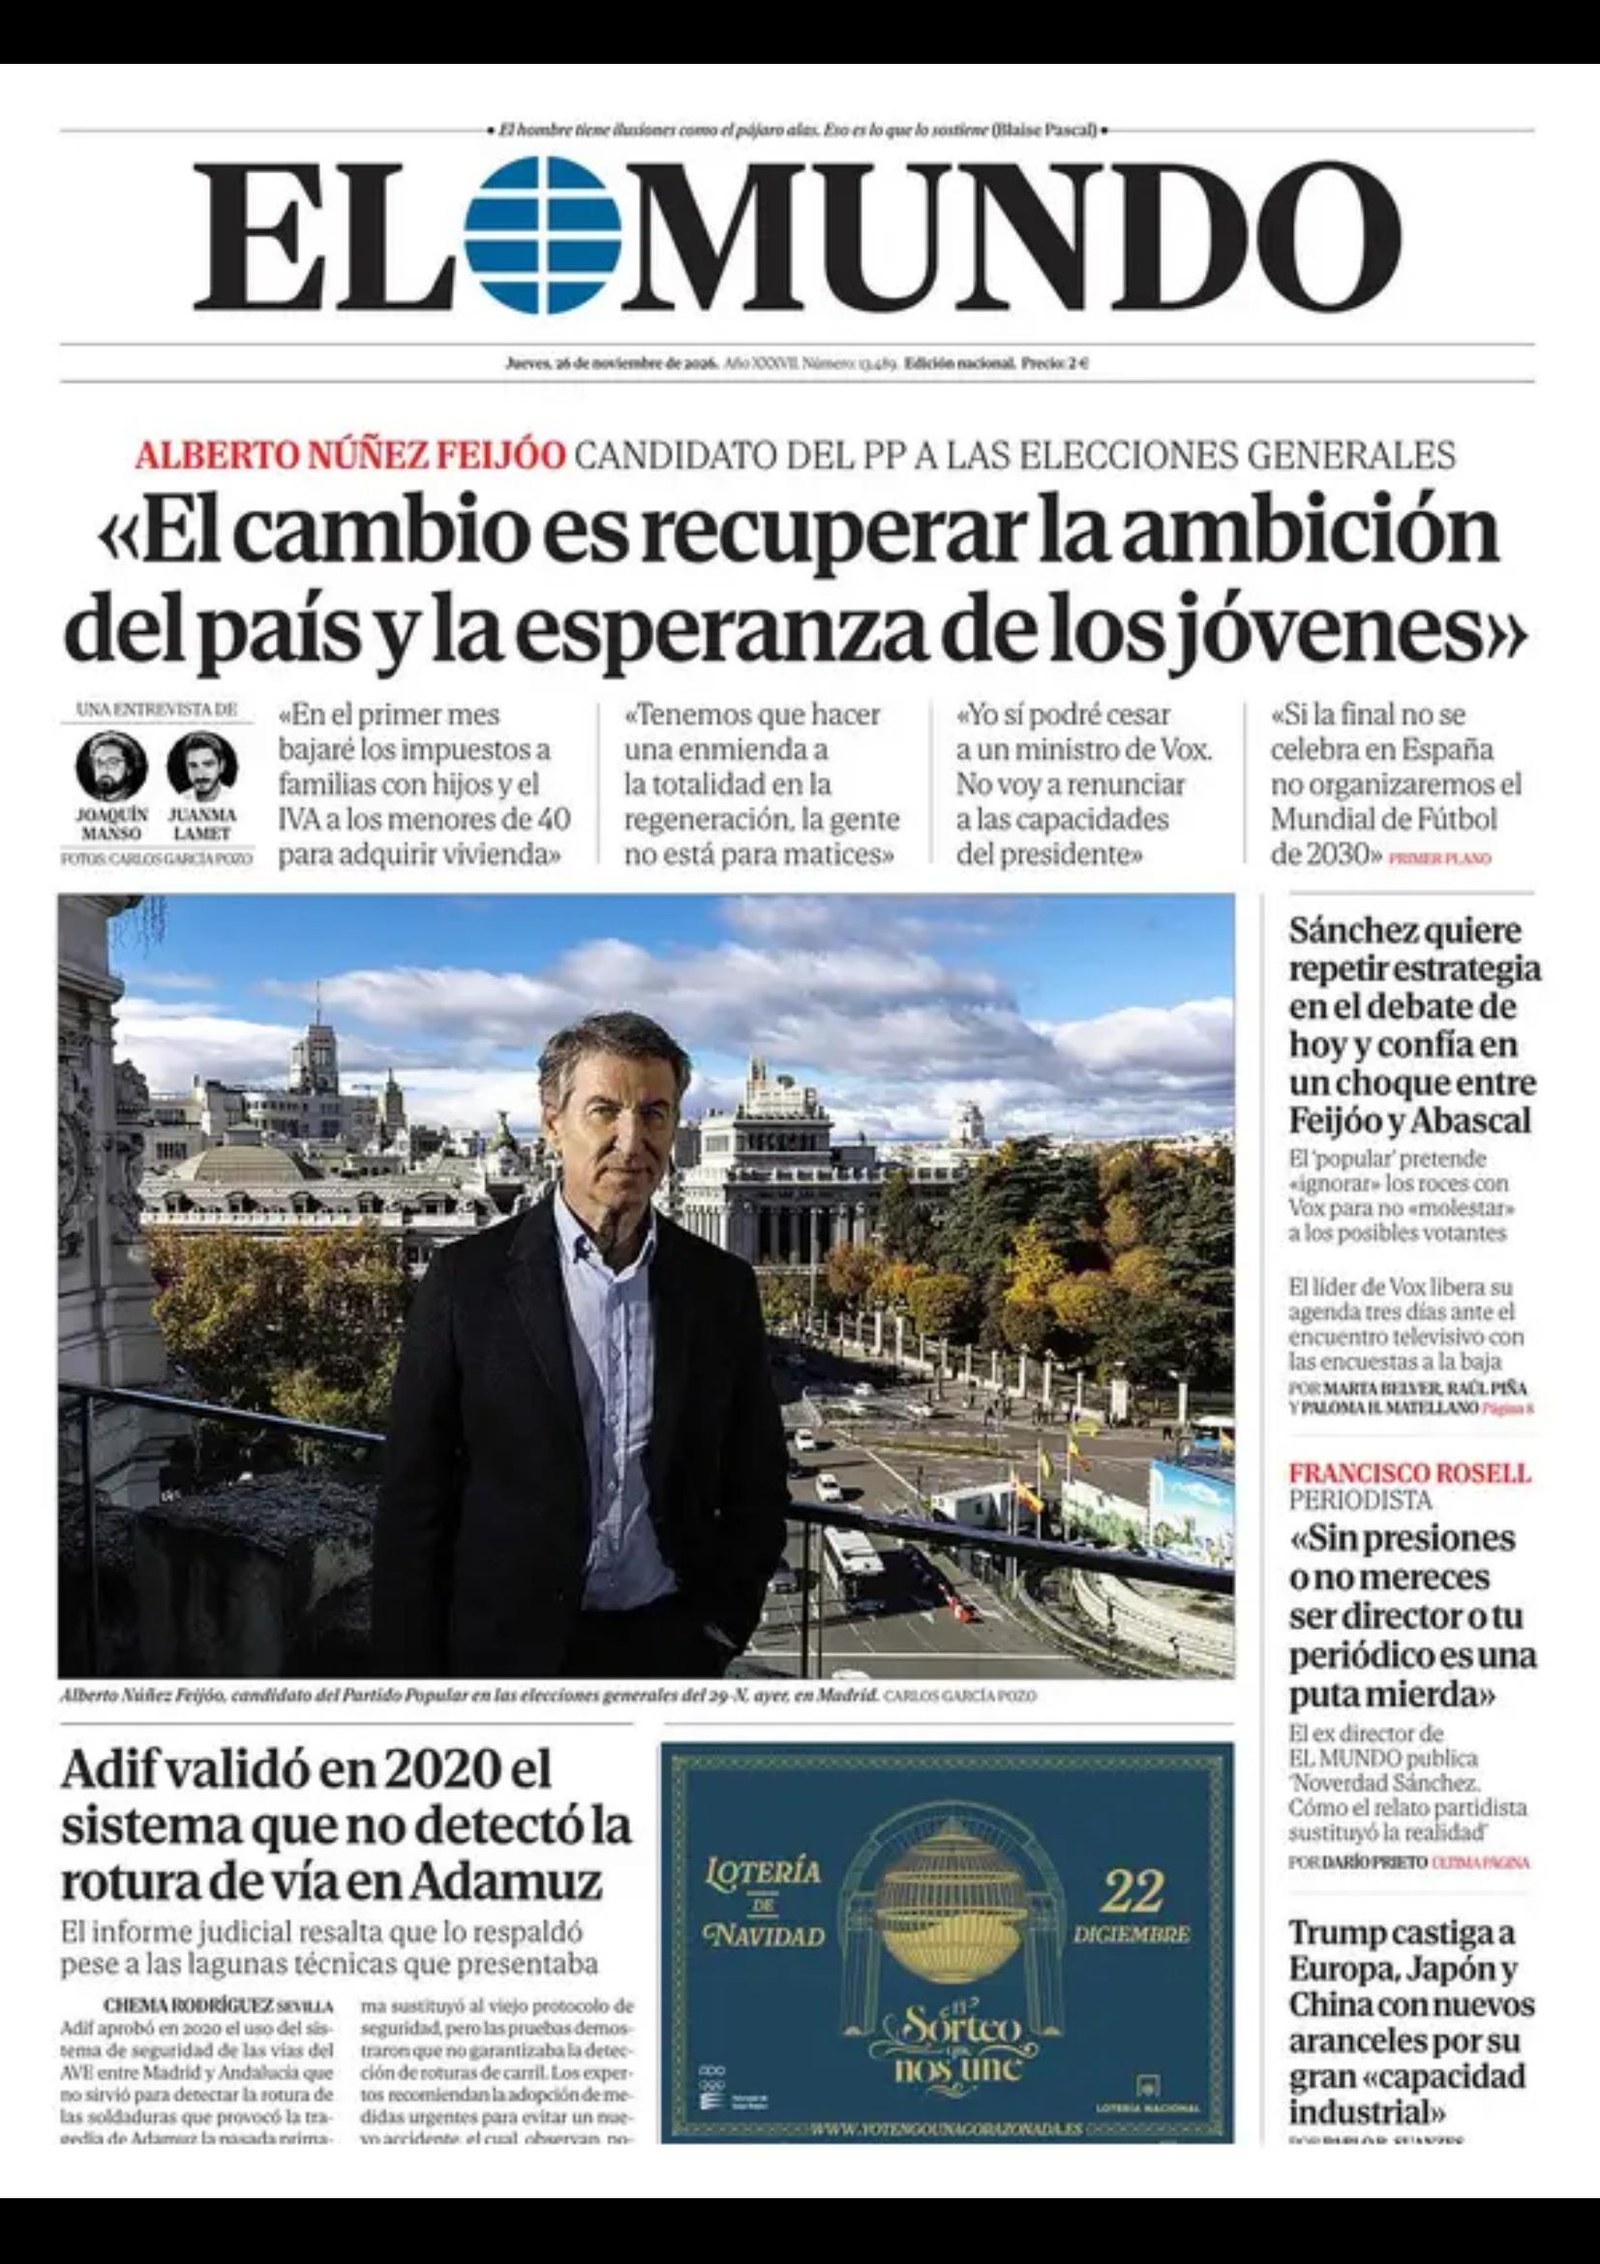 • El hombre tiene ilusiones como el pájaro alas. Eso es lo que lo sostiene (Blaise Pascal) •
EL MUNDO
Jueves, 26 de noviembre de 2026. Año XXXVII. Número: 13.489. Edición nacional. Precio: 2 €
ALBERTO NÚÑEZ FEIJÓO CANDIDATO DEL PP A LAS ELECCIONES GENERALES
«El cambio es recuperar la ambición
del país y la esperanza de los jóvenes»
UNA ENTREVISTA DE
JOAQUÍN
MANSO
JUANMA
LAMET
FOTOS: CARLOS GARCÍA POZO
«En el primer mes
bajaré los impuestos a
familias con hijos y el
IVA a los menores de 40
para adquirir vivienda»
«Tenemos que hacer
una enmienda a
la totalidad en la
regeneración, la gente
no está para matices»
«Yo sí podré cesar
a un ministro de Vox.
No voy a renunciar
a las capacidades
del presidente»
«Si la final no se
celebra en España
no organizaremos el
Mundial de Fútbol
de 2030» PRIMER PLANO
Alberto Núñez Feijóo, candidato del Partido Popular en las elecciones generales del 29-N, ayer, en Madrid. CARLOS GARCÍA POZO
Sánchez quiere
repetir estrategia
en el debate de
hoy y confía en
un choque entre
Feijóo y Abascal
El 'popular' pretende
«ignorar» los roces con
Vox para no «molestar»
a los posibles votantes
El líder de Vox libera su
agenda tres días ante el
encuentro televisivo con
las encuestas a la baja
POR MARTA BELVER, RAÚL PIÑA
Y PALOMA H. MATELLANO Página 8
FRANCISCO ROSELL
PERIODISTA
«Sin presiones
o no mereces
ser director o tu
periódico es una
puta mierda»
El ex director de
EL MUNDO publica
'Noverdad Sánchez.
Cómo el relato partidista
sustituyó la realidad'
POR DARÍO PRIETO ÚLTIMA PÁGINA
Trump castiga a
Europa, Japón y
China con nuevos
aranceles por su
gran «capacidad
industrial»
POR PABLO R. SUANZES
Adif validó en 2020 el
sistema que no detectó la
rotura de vía en Adamuz
El informe judicial resalta que lo respaldó
pese a las lagunas técnicas que presentaba
CHEMA RODRÍGUEZ SEVILLA
Adif aprobó en 2020 el uso del sis-
tema de seguridad de las vías del
AVE entre Madrid y Andalucía que
no sirvió para detectar la rotura de
las soldaduras que provocó la tra-
gedia de Adamuz la pasada prima-
ma sustituyó al viejo protocolo de
seguridad, pero las pruebas demos-
traron que no garantizaba la detec-
ción de roturas de carril. Los exper-
tos recomiendan la adopción de me-
didas urgentes para evitar un nue-
vo accidente, el cual, observan, po-
LOTERÍA
DE
NAVIDAD
22
DICIEMBRE
El
Sorteo
que
nos une
LOTERÍA NACIONAL
WWW.YOTENGOUNACORAZONADA.ES